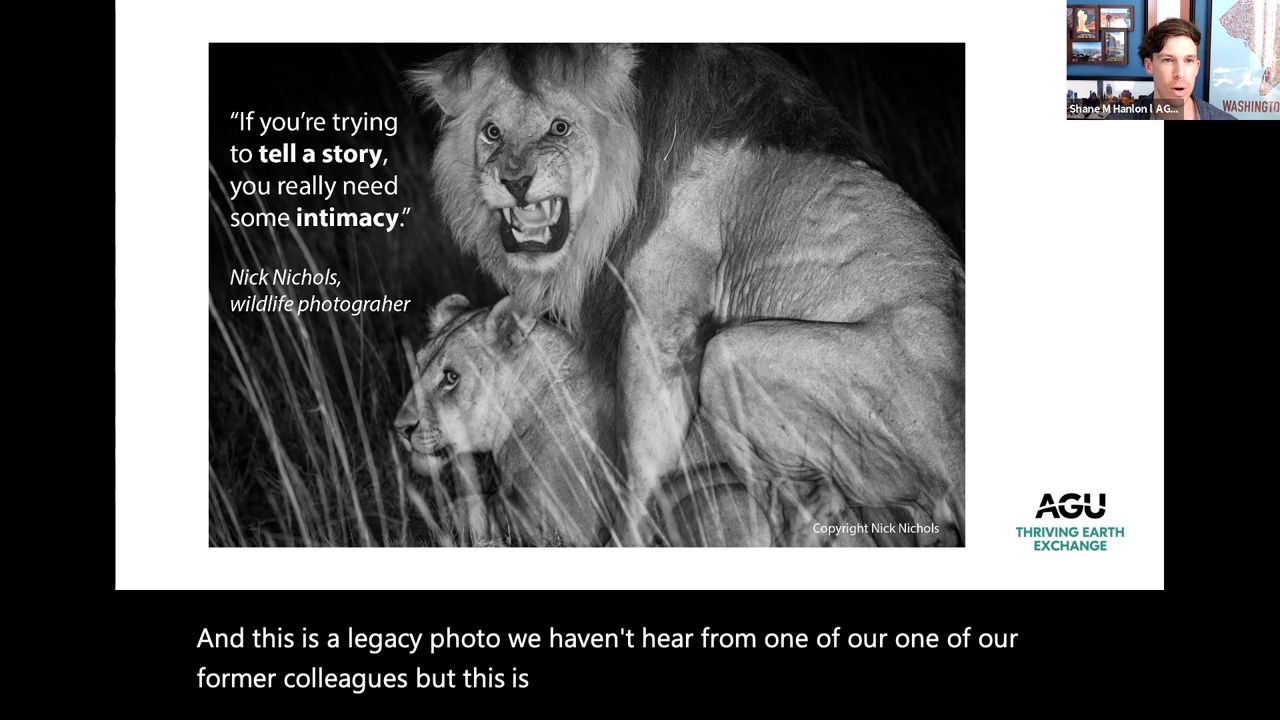 “If you’re trying
to tell a story,
you really need
some intimacy.”
Nick Nichols,
wildlife photograher
Copyright Nick Nichols
Shane M Hanlon l AG...
WASHINGTO
AGU
THRIVING EARTH
EXCHANGE
And this is a legacy photo we haven't hear from one of our one of our
former colleagues but this is